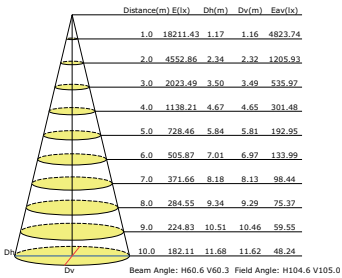 Distance(m) E(lx) Dh(m) Dv(m) Eav(lx)
1.0 18211.43 1.17 1.16 4823.74
2.0 4552.86 2.34 2.32 1205.93
3.0 2023.49 3.50 3.49 535.97
4.0 1138.21 4.67 4.65 301.48
5.0 728.46 5.84 5.81 192.95
6.0 505.87 7.01 6.97 133.99
7.0 371.66 8.18 8.13 98.44
8.0 284.55 9.34 9.29 75.37
9.0 224.83 10.51 10.46 59.55
Dh 10.0 182.11 11.68 11.62 48.24
Dv Beam Angle: H60.6 V60.3 Field Angle: H104.6 V105.0